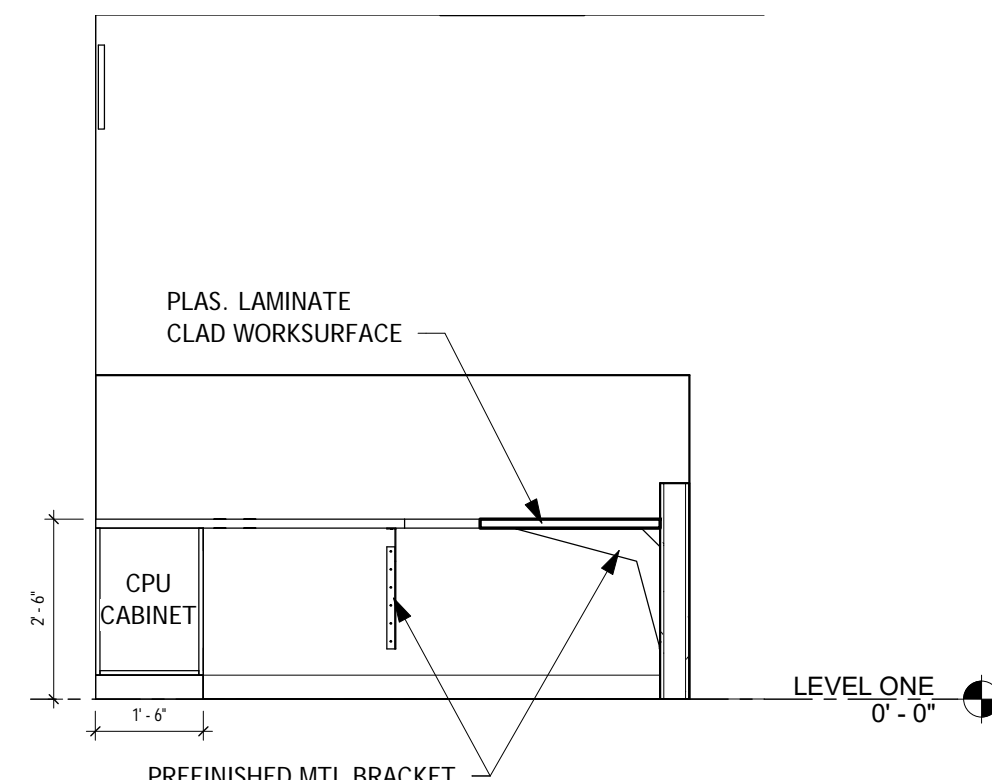 PLAS. LAMINATE
CLAD WORKSURFACE
CPU
CABINET
2' - 6"
1' - 6"
LEVEL ONE
0' - 0"
PREFINISHED MTL BRACKET